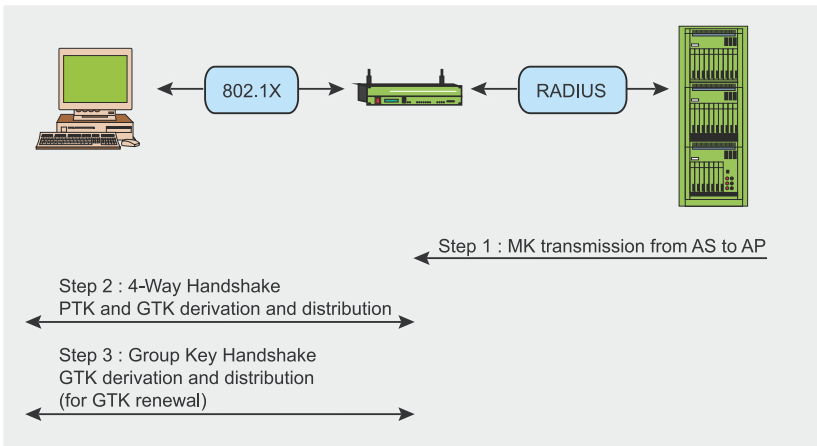 802.1X
RADIUS
Step 1 : MK transmission from AS to AP
Step 2 : 4-Way Handshake
PTK and GTK derivation and distribution
Step 3 : Group Key Handshake
GTK derivation and distribution
(for GTK renewal)